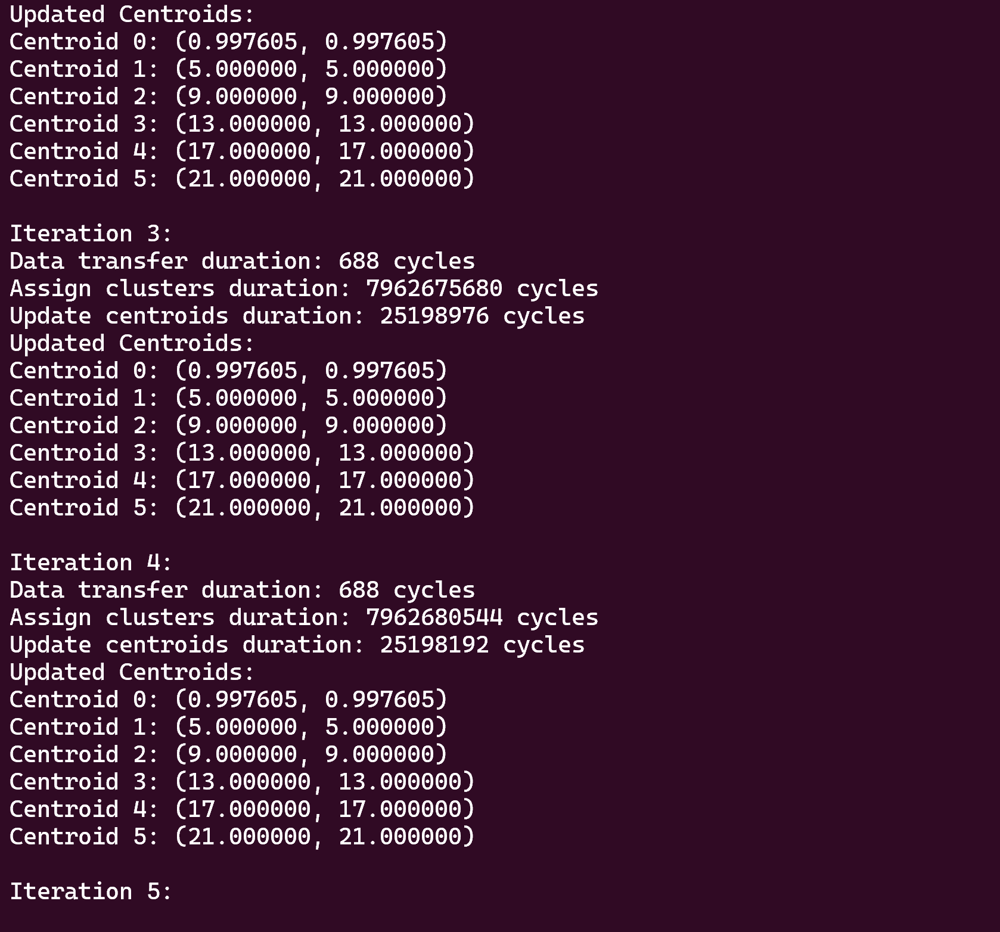 Updated Centroids:
Centroid 0: (0.997605, 0.997605)
Centroid 1: (5.000000, 5.000000)
Centroid 2: (9.000000, 9.000000)
Centroid 3: (13.000000, 13.000000)
Centroid 4: (17.000000, 17.000000)
Centroid 5: (21.000000, 21.000000)

Iteration 3:
Data transfer duration: 688 cycles
Assign clusters duration: 7962675680 cycles
Update centroids duration: 25198976 cycles
Updated Centroids:
Centroid 0: (0.997605, 0.997605)
Centroid 1: (5.000000, 5.000000)
Centroid 2: (9.000000, 9.000000)
Centroid 3: (13.000000, 13.000000)
Centroid 4: (17.000000, 17.000000)
Centroid 5: (21.000000, 21.000000)

Iteration 4:
Data transfer duration: 688 cycles
Assign clusters duration: 7962680544 cycles
Update centroids duration: 25198192 cycles
Updated Centroids:
Centroid 0: (0.997605, 0.997605)
Centroid 1: (5.000000, 5.000000)
Centroid 2: (9.000000, 9.000000)
Centroid 3: (13.000000, 13.000000)
Centroid 4: (17.000000, 17.000000)
Centroid 5: (21.000000, 21.000000)

Iteration 5: